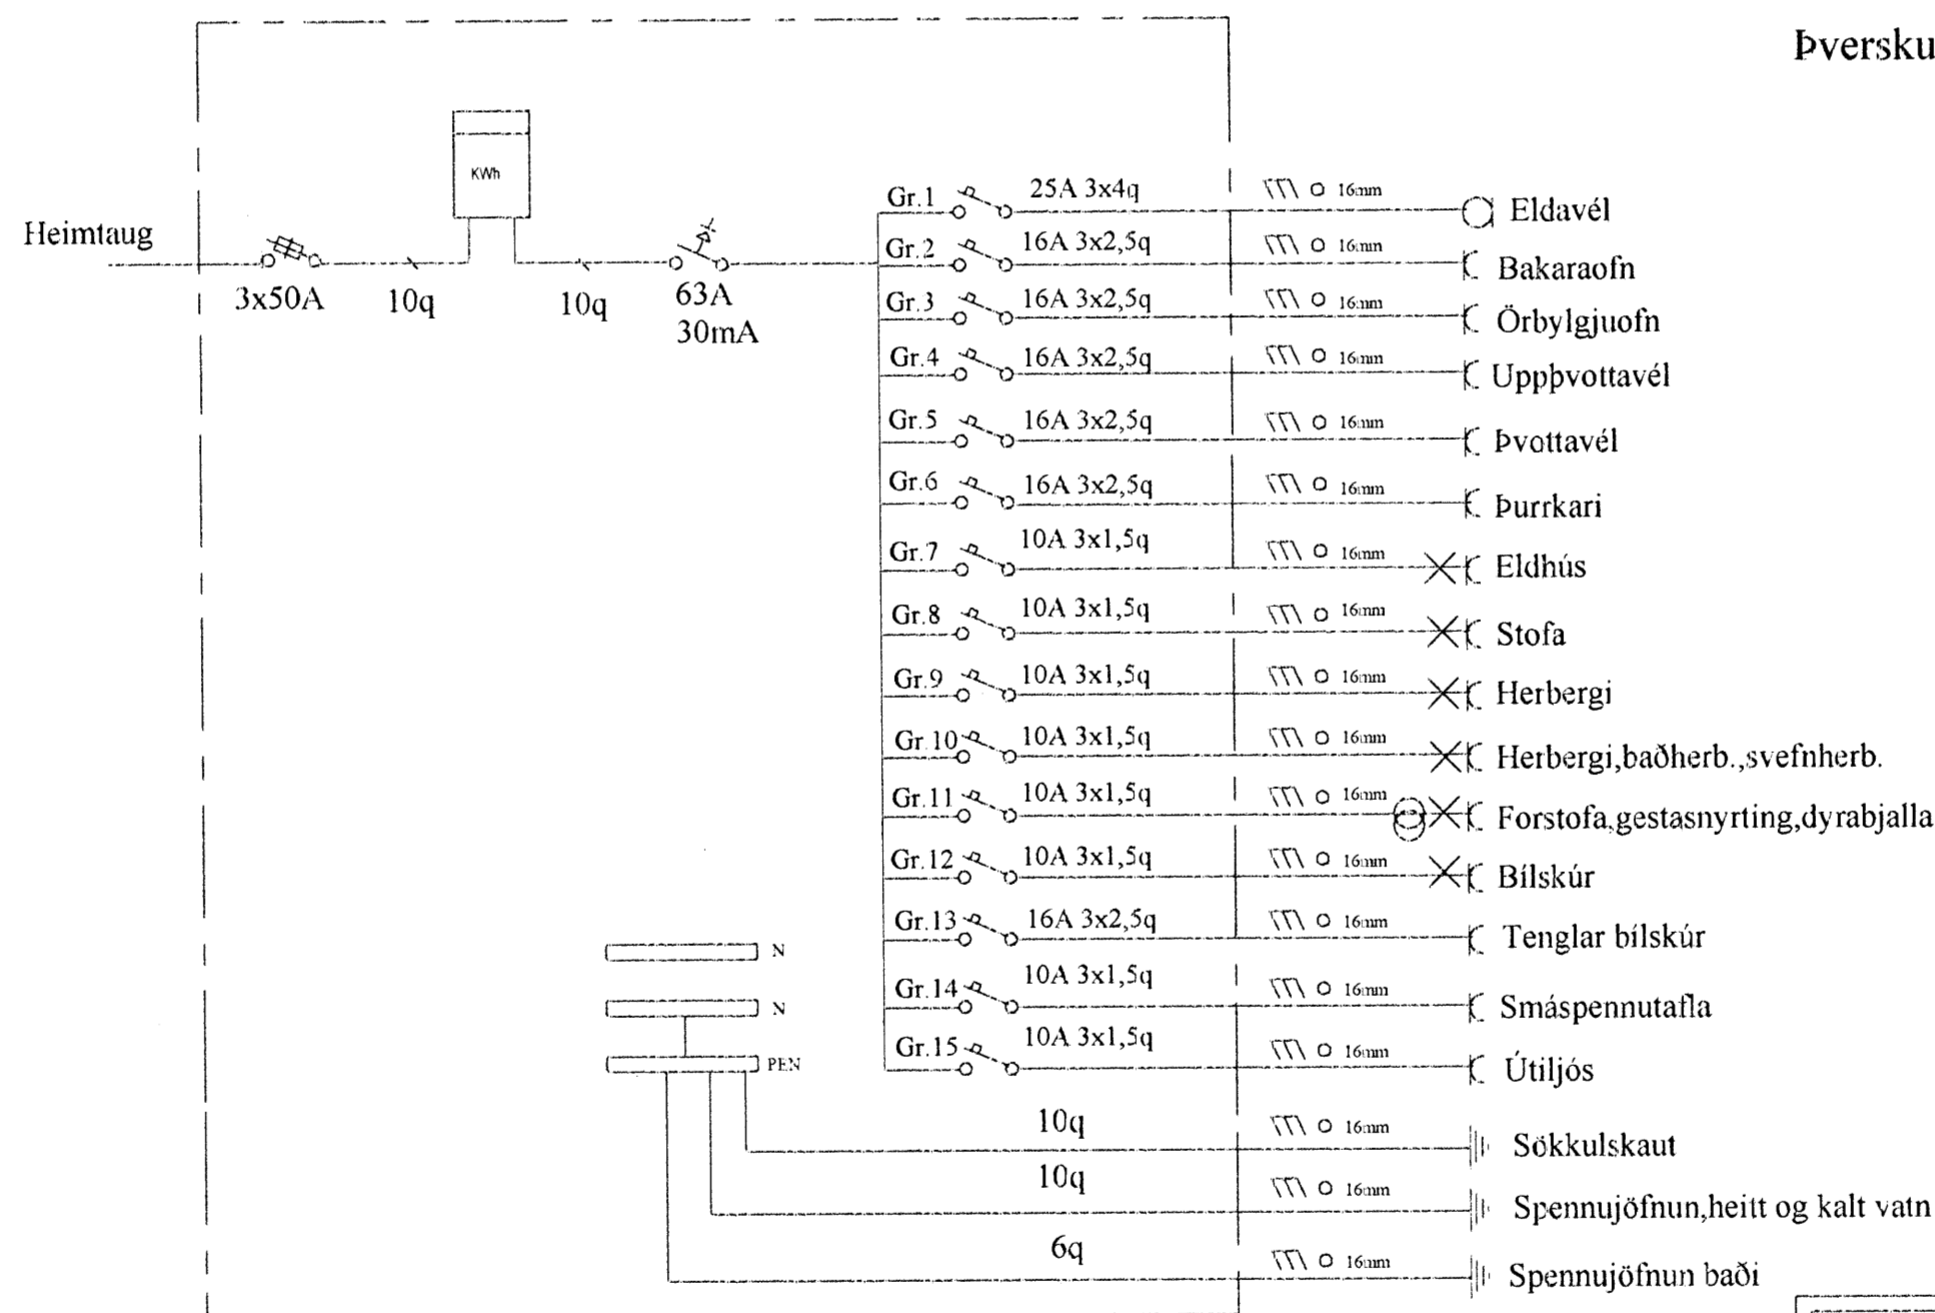 Þversku
KWh
Heimtaug
3x50A
10q
10q
63A
30mA
Gr.1 25A 3x4q 16mm Eldavél
Gr.2 16A 3x2,5q 16mm Bakaraofn
Gr.3 16A 3x2,5q 16mm Örbylgjuofn
Gr.4 16A 3x2,5q 16mm Uppþvottavél
Gr.5 16A 3x2,5q 16mm Þvottavél
Gr.6 16A 3x2,5q 16mm Þurrkari
Gr.7 10A 3x1,5q 16mm Eldhús
Gr.8 10A 3x1,5q 16mm Stofa
Gr.9 10A 3x1,5q 16mm Herbergi
Gr.10 10A 3x1,5q 16mm Herbergi,baðherb.,svefnherb.
Gr.11 10A 3x1,5q 16mm Forstofa,gestasnyrting,dyrabjalla
Gr.12 10A 3x1,5q 16mm Bílskúr
Gr.13 16A 3x2,5q 16mm Tenglar bílskúr
Gr.14 10A 3x1,5q 16mm Smáspennutafla
Gr.15 10A 3x1,5q 16mm Útiljós
N
N
PEN
10q 16mm Sökkulskaut
10q 16mm Spennujöfnun,heitt og kalt vatn
6q 16mm Spennujöfnun baði